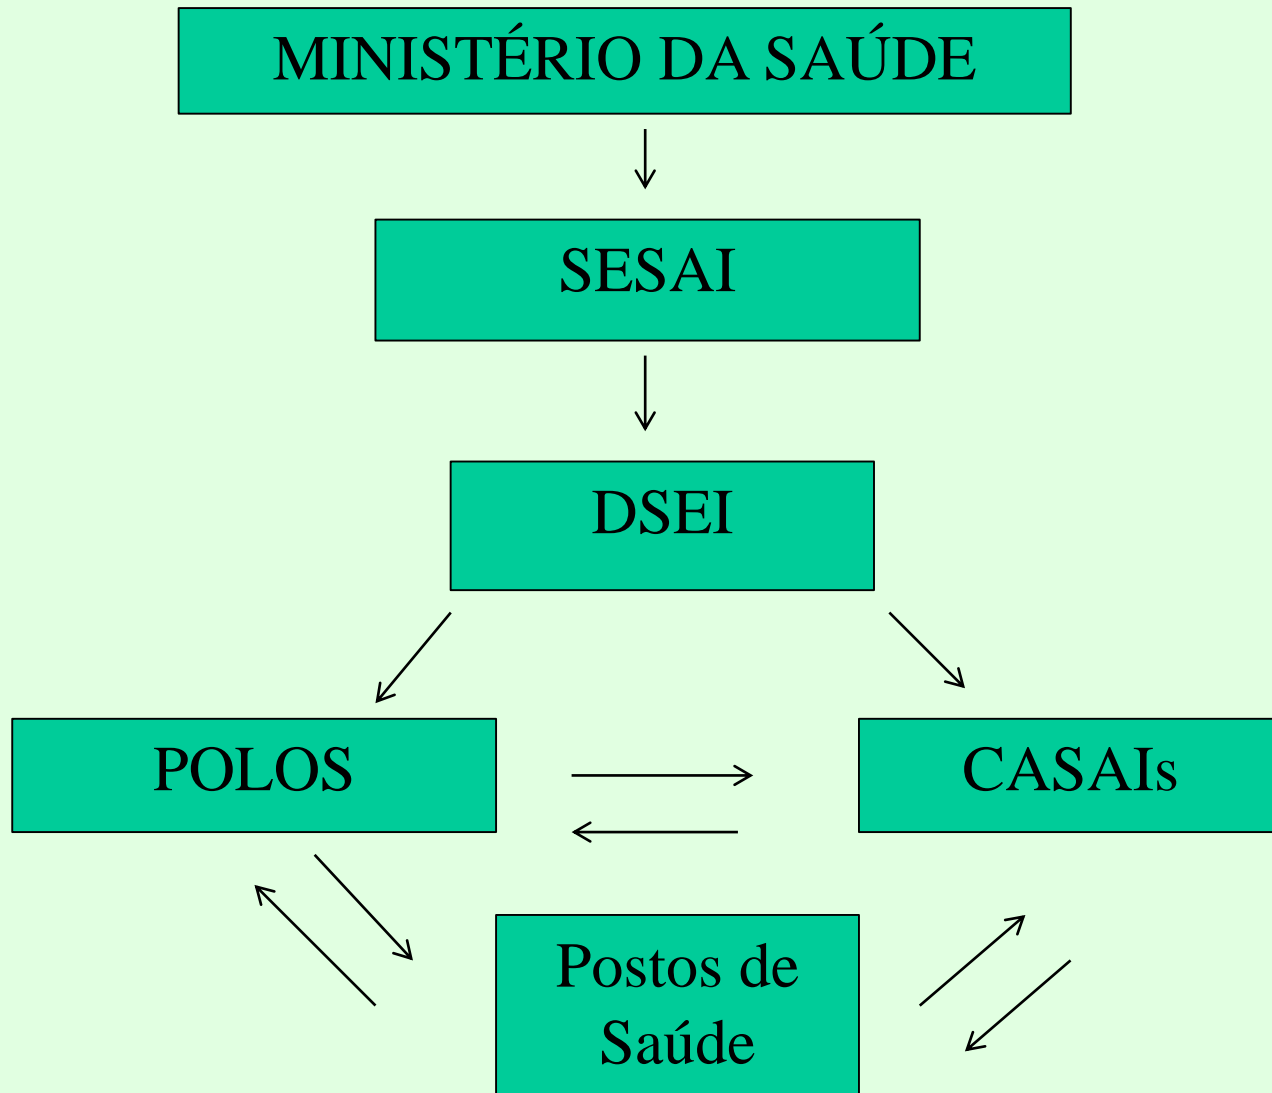 MINISTÉRIO DA SAÚDE
SESAI
DSEI
POLOS
CASAIs
Postos de
Saúde